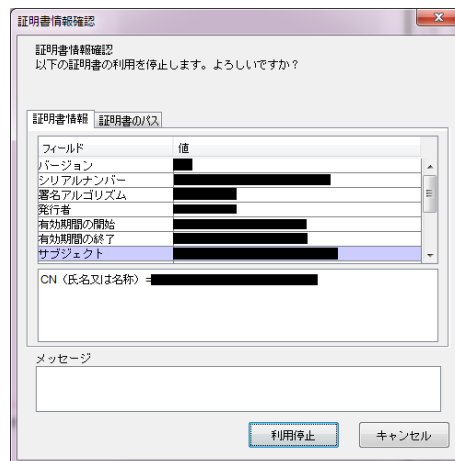 証明書情報確認
証明書情報確認
以下の証明書の利用を停止します。よろしいですか?
証明書情報 証明書のパス
フィールド 値
バージョン
シリアルナンバー
署名アルゴリズム
発行者
有効期間の開始
有効期間の終了
サブジェクト
CN(氏名又は名称)=
メッセージ
利用停止 キャンセル